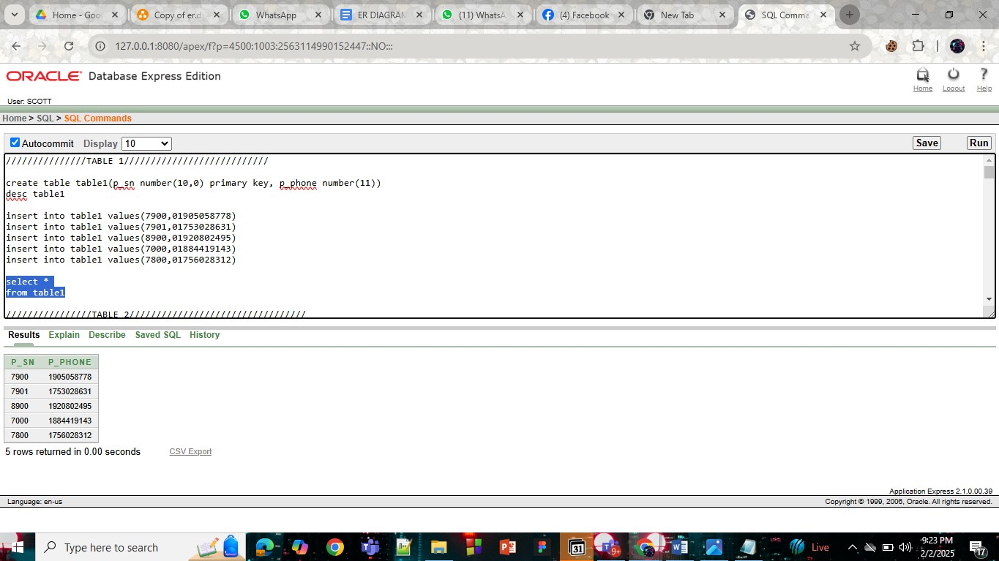 Home - Goo
Copy of er.d
WhatsApp
ER DIAGRAM
(11) WhatsA
(4) Facebook
New Tab
SQL Comma
127.0.0.1:8080/apex/f?p=4500:1003:2563114990152447::NO:::
ORACLE Database Express Edition
Home
Logout
Help
User: SCOTT
Home > SQL > SQL Commands
Autocommit Display 10
Save
Run
///////////////TABLE 1///////////////////////////
create table table1(p_sn number(10,0) primary key, p_phone number(11))
desc table1
insert into table1 values(7900,01905058778)
insert into table1 values(7901,01753028631)
insert into table1 values(8900,01920802495)
insert into table1 values(7000,01884419143)
insert into table1 values(7800,01756028312)
select *
from table1
////////////////TABLE 2/////////////////////////////////
Results Explain Describe Saved SQL History
P_SN P_PHONE
7900 1905058778
7901 1753028631
8900 1920802495
7000 1884419143
7800 1756028312
5 rows returned in 0.00 seconds
CSV Export
Application Express 2.1.0.00.39
Language: en-us
Copyright © 1999, 2006, Oracle. All rights reserved.
Type here to search
31
9+
Live
9:23 PM
2/2/2025
17